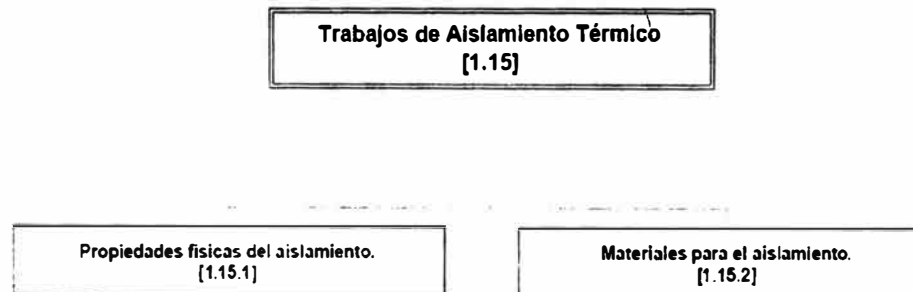 Trabajos de Aislamiento Térmico
[1.15]
Propiedades fisicas del aislamiento.
[1.15.1]
Materiales para el aislamiento.
[1.15.2]